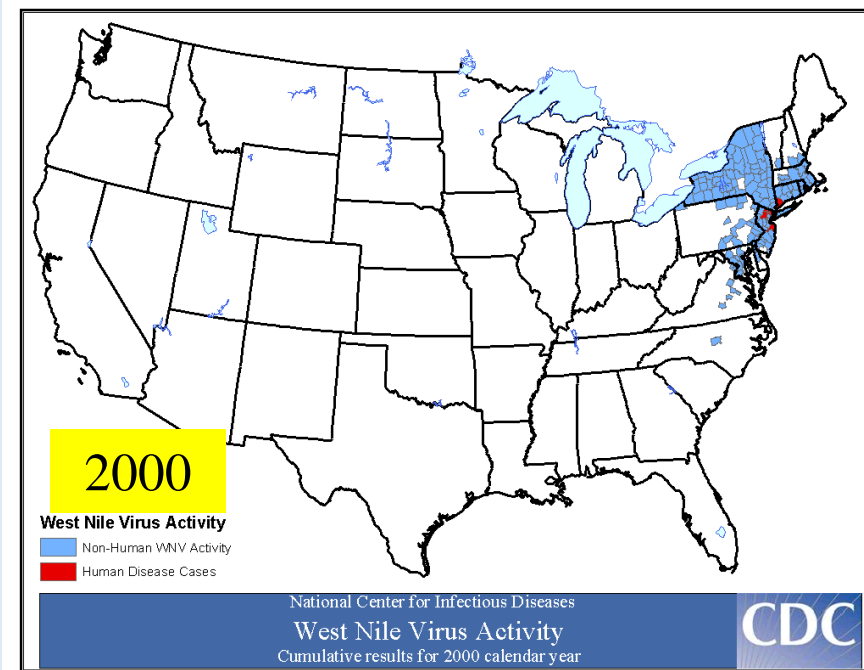 2000
West Nile Virus Activity
Non-Human WNV Activity
Human Disease Cases
National Center for Infectious Diseases
West Nile Virus Activity
Cumulative results for 2000 calendar year
CDC